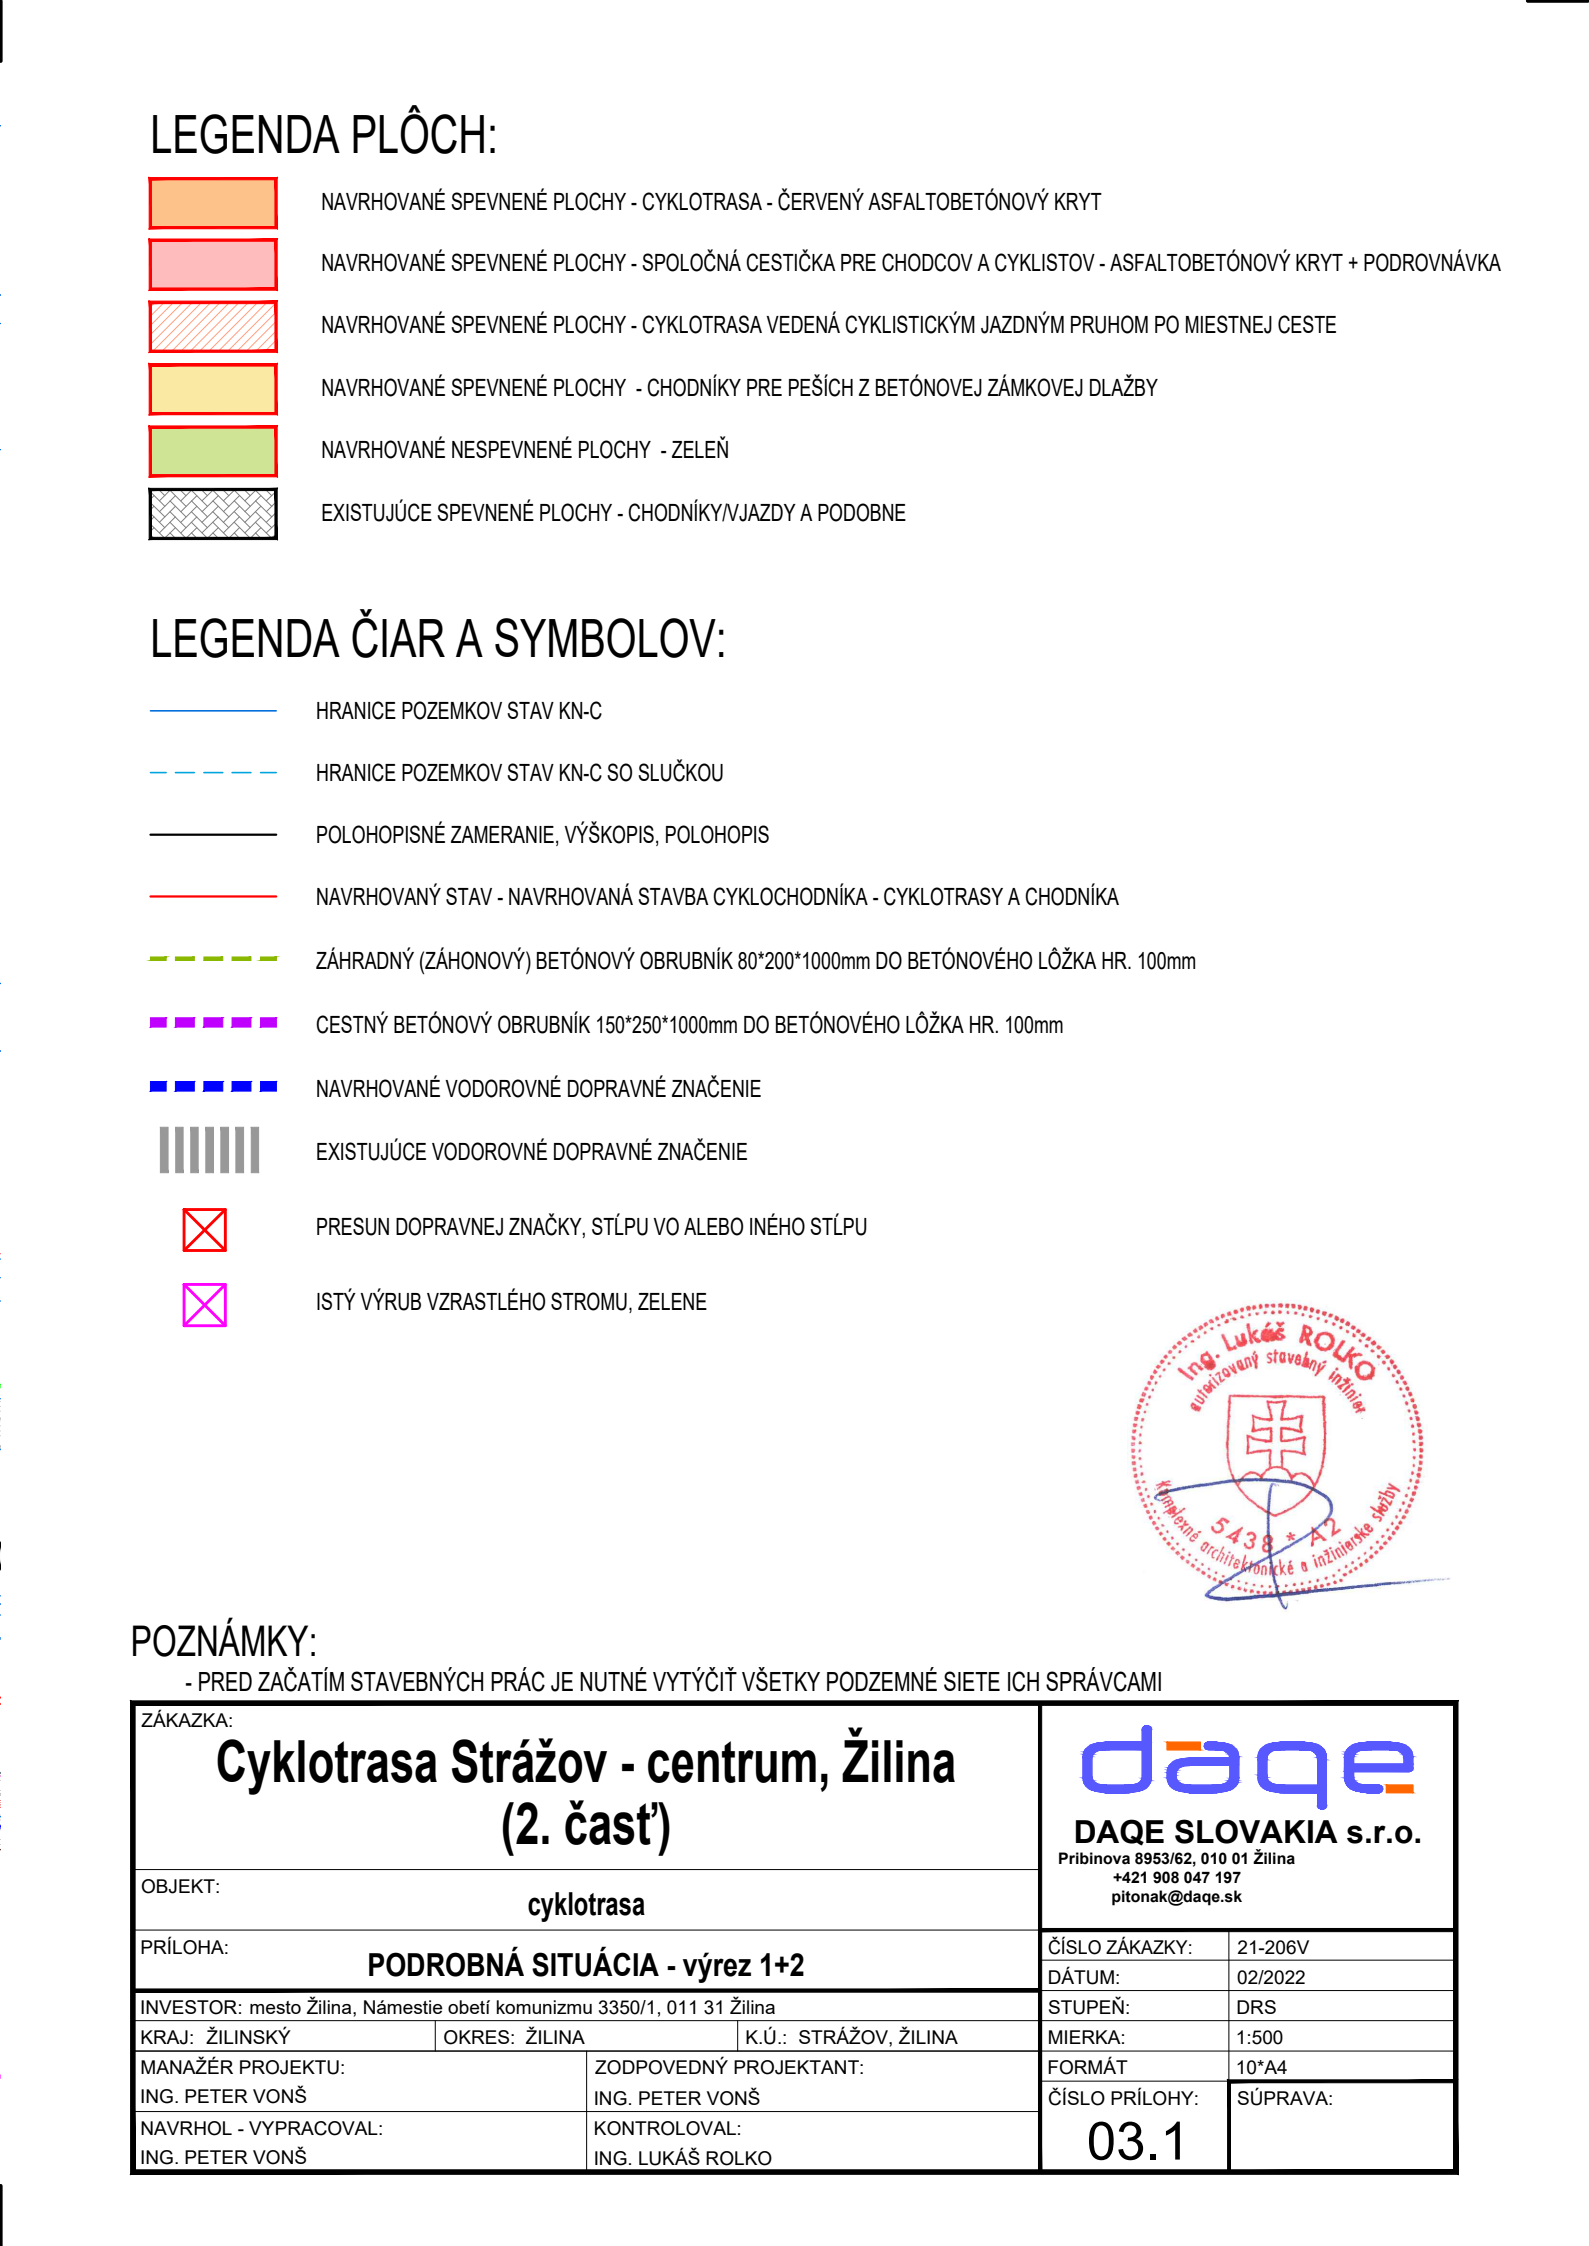 LEGENDA PLÔCH:
NAVRHOVANÉ SPEVNENÉ PLOCHY - CYKLOTRASA - ČERVENÝ ASFALTOBETÓNOVÝ KRYT
NAVRHOVANÉ SPEVNENÉ PLOCHY - SPOLOČNÁ CESTIČKA PRE CHODCOV A CYKLISTOV - ASFALTOBETÓNOVÝ KRYT + PODROVNÁVKA
NAVRHOVANÉ SPEVNENÉ PLOCHY - CYKLOTRASA VEDENÁ CYKLISTICKÝM JAZDNÝM PRUHOM PO MIESTNEJ CESTE
NAVRHOVANÉ SPEVNENÉ PLOCHY - CHODNÍKY PRE PEŠÍCH Z BETÓNOVEJ ZÁMKOVEJ DLAŽBY
NAVRHOVANÉ NESPEVNENÉ PLOCHY - ZELEŇ
EXISTUJÚCE SPEVNENÉ PLOCHY - CHODNÍKY/VJAZDY A PODOBNE
LEGENDA ČIAR A SYMBOLOV:
HRANICE POZEMKOV STAV KN-C
HRANICE POZEMKOV STAV KN-C SO SLUČKOU
POLOHOPISNÉ ZAMERANIE, VÝŠKOPIS, POLOHOPIS
NAVRHOVANÝ STAV - NAVRHOVANÁ STAVBA CYKLOCHODNÍKA - CYKLOTRASY A CHODNÍKA
ZÁHRADNÝ (ZÁHONOVÝ) BETÓNOVÝ OBRUBNÍK 80*200*1000mm DO BETÓNOVÉHO LÔŽKA HR. 100mm
CESTNÝ BETÓNOVÝ OBRUBNÍK 150*250*1000mm DO BETÓNOVÉHO LÔŽKA HR. 100mm
NAVRHOVANÉ VODOROVNÉ DOPRAVNÉ ZNAČENIE
EXISTUJÚCE VODOROVNÉ DOPRAVNÉ ZNAČENIE
PRESUN DOPRAVNEJ ZNAČKY, STĹPU VO ALEBO INÉHO STĹPU
ISTÝ VÝRUB VZRASTLÉHO STROMU, ZELENE
Ing. Lukáš ROLKO
autorizovaný stavebný inžinier
5438 * A2
Komplexné architektonické a inžinierske služby
POZNÁMKY:
- PRED ZAČATÍM STAVEBNÝCH PRÁC JE NUTNÉ VYTÝČIŤ VŠETKY PODZEMNÉ SIETE ICH SPRÁVCAMI
ZÁKAZKA:
Cyklotrasa Strážov - centrum, Žilina
(2. časť)
OBJEKT:
cyklotrasa
PRÍLOHA:
PODROBNÁ SITUÁCIA - výrez 1+2
INVESTOR: mesto Žilina, Námestie obetí komunizmu 3350/1, 011 31 Žilina
KRAJ: ŽILINSKÝ
OKRES: ŽILINA
K.Ú.: STRÁŽOV, ŽILINA
MANAŽÉR PROJEKTU:
ING. PETER VONŠ
ZODPOVEDNÝ PROJEKTANT:
ING. PETER VONŠ
NAVRHOL - VYPRACOVAL:
ING. PETER VONŠ
KONTROLOVAL:
ING. LUKÁŠ ROLKO
daqe
DAQE SLOVAKIA s.r.o.
Pribinova 8953/62, 010 01 Žilina
+421 908 047 197
pitonak@daqe.sk
ČÍSLO ZÁKAZKY: 21-206V
DÁTUM: 02/2022
STUPEŇ: DRS
MIERKA: 1:500
FORMÁT 10*A4
ČÍSLO PRÍLOHY:
03.1
SÚPRAVA: